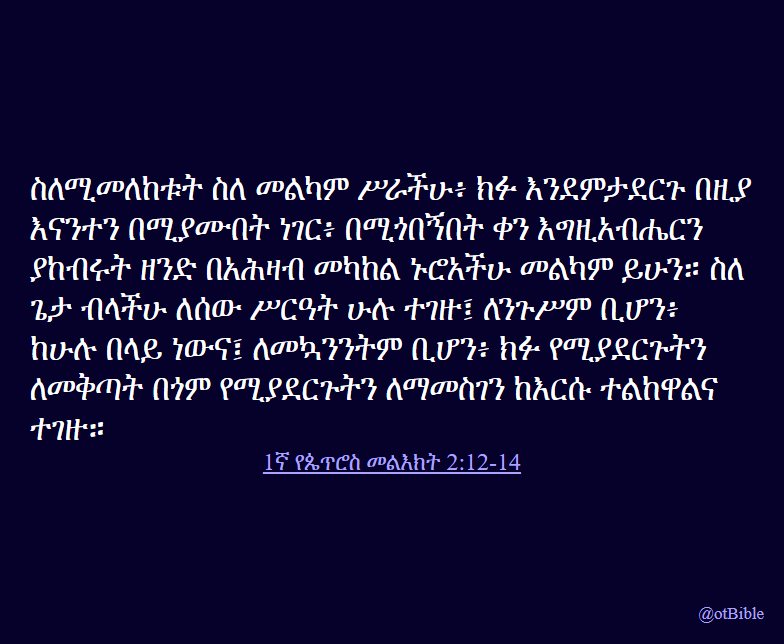 ስለሚመለከቱት ስለ መልካም ሥራችሁ፥ ክፉ እንደምታደርጉ በዚያ
እናንተን በሚያሙበት ነገር፥ በሚጎበኝበት ቀን እግዚአብሔርን
ያከብሩት ዘንድ በአሕዛብ መካከል ኑሮአችሁ መልካም ይሁን። ስለ
ጌታ ብላችሁ ለሰው ሥርዓት ሁሉ ተገዙ፤ ለንጉሥም ቢሆን፥
ከሁሉ በላይ ነውና፤ ለመኳንንትም ቢሆን፥ ክፉ የሚያደርጉትን
ለመቅጣት በጎም የሚያደርጉትን ለማመስገን ከእርሱ ተልከዋልና
ተገዙ።
1ኛ የጴጥሮስ መልእክት 2:12-14
@otBible